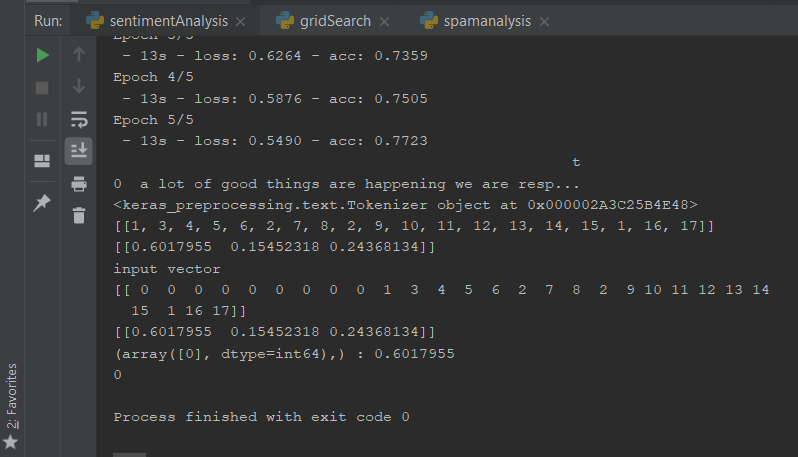 Run: sentimentAnalysis gridSearch spamanalysis
Epoch 3/5
- 13s - loss: 0.6264 - acc: 0.7359
Epoch 4/5
- 13s - loss: 0.5876 - acc: 0.7505
Epoch 5/5
- 13s - loss: 0.5490 - acc: 0.7723
t
0  a lot of good things are happening we are resp...
<keras_preprocessing.text.Tokenizer object at 0x000002A3C25B4E48>
[[1, 3, 4, 5, 6, 2, 7, 8, 2, 9, 10, 11, 12, 13, 14, 15, 1, 16, 17]]
[[0.6017955  0.15452318 0.24368134]]
input vector
[[ 0  0  0  0  0  0  0  0  0  1  3  4  5  6  2  7  8  2  9 10 11 12 13 14
15  1 16 17]]
[[0.6017955  0.15452318 0.24368134]]
(array([0], dtype=int64),) : 0.6017955
0
Process finished with exit code 0
2: Favorites